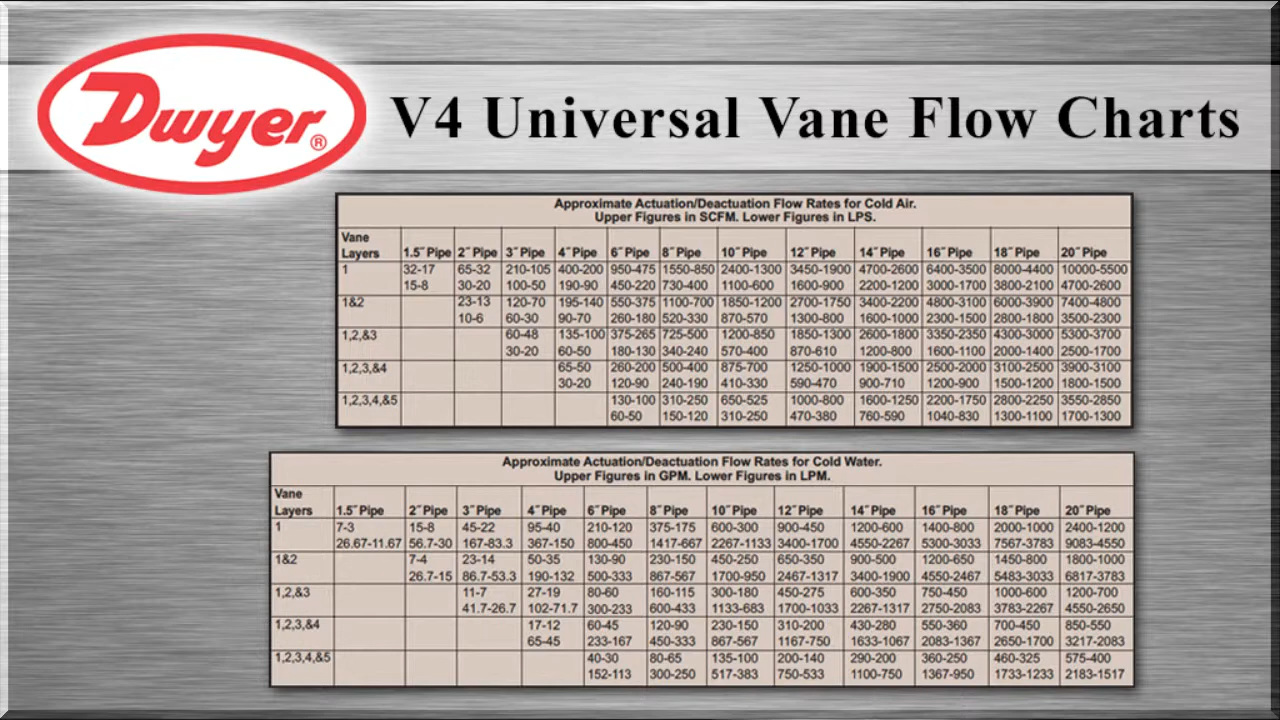 Dwyer®
V4 Universal Vane Flow Charts
Approximate Actuation/Deactuation Flow Rates for Cold Air.
Upper Figures in SCFM. Lower Figures in LPS.
Vane
Layers 1.5″ Pipe 2″ Pipe 3″ Pipe 4″ Pipe 6″ Pipe 8″ Pipe 10″ Pipe 12″ Pipe 14″ Pipe 16″ Pipe 18″ Pipe 20″ Pipe
1 32-17 65-32 210-105 400-200 950-475 1550-850 2400-1300 3450-1900 4700-2600 6400-3500 8000-4400 10000-5500
15-8 30-20 100-50 190-90 450-220 730-400 1100-600 1600-900 2200-1200 3000-1700 3800-2100 4700-2600
1&2 23-13 120-70 195-140 550-375 1100-700 1850-1200 2700-1750 3400-2200 4800-3100 6000-3900 7400-4800
10-6 60-30 90-70 260-180 520-330 870-570 1300-800 1600-1000 2300-1500 2800-1800 3500-2300
1,2,&3 60-48 135-100 375-265 725-500 1200-850 1850-1300 2600-1800 3350-2350 4300-3000 5300-3700
30-20 60-50 180-130 340-240 570-400 870-610 1200-800 1600-1100 2000-1400 2500-1700
1,2,3,&4 65-50 260-200 500-400 875-700 1250-1000 1900-1500 2500-2000 3100-2500 3900-3100
30-20 120-90 240-190 410-330 590-470 900-710 1200-900 1500-1200 1800-1500
1,2,3,4,&5 130-100 310-250 650-525 1000-800 1600-1250 2200-1750 2800-2250 3550-2850
60-50 150-120 310-250 470-380 760-590 1040-830 1300-1100 1700-1300
Approximate Actuation/Deactuation Flow Rates for Cold Water.
Upper Figures in GPM. Lower Figures in LPM.
Vane
Layers 1.5″ Pipe 2″ Pipe 3″ Pipe 4″ Pipe 6″ Pipe 8″ Pipe 10″ Pipe 12″ Pipe 14″ Pipe 16″ Pipe 18″ Pipe 20″ Pipe
1 7-3 15-8 45-22 95-40 210-120 375-175 600-300 900-450 1200-600 1400-800 2000-1000 2400-1200
26.67-11.67 56.7-30 167-83.3 367-150 800-450 1417-667 2267-1133 3400-1700 4550-2267 5300-3033 7567-3783 9083-4550
1&2 7-4 23-14 50-35 130-90 230-150 450-250 650-350 900-500 1200-650 1450-800 1800-1000
26.7-15 86.7-53.3 190-132 500-333 867-567 1700-950 2467-1317 3400-1900 4550-2467 5483-3033 6817-3783
1,2,&3 11-7 27-19 80-60 160-115 300-180 450-275 600-350 750-450 1000-600 1200-700
41.7-26.7 102-71.7 300-233 600-433 1133-683 1700-1033 2267-1317 2750-2083 3783-2267 4550-2650
1,2,3,&4 17-12 60-45 120-90 230-150 310-200 430-280 550-360 700-450 850-550
65-45 233-167 450-333 867-567 1167-750 1633-1067 2083-1367 2650-1700 3217-2083
1,2,3,4,&5 40-30 80-65 135-100 200-140 290-200 360-250 460-325 575-400
152-113 300-250 517-383 750-533 1100-750 1367-950 1733-1233 2183-1517